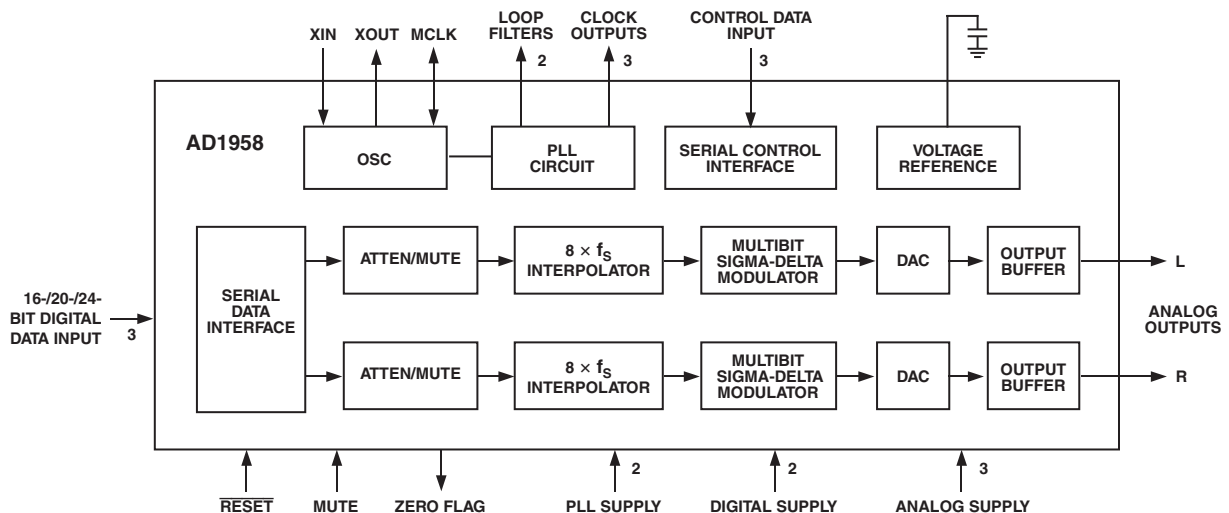 LOOP
FILTERS
CLOCK
OUTPUTS
CONTROL DATA
INPUT
XIN
XOUT
MCLK
2
3
3
AD1958
OSC
PLL
CIRCUIT
SERIAL CONTROL
INTERFACE
VOLTAGE
REFERENCE
SERIAL
DATA
INTERFACE
ATTEN/MUTE
8 × fS
INTERPOLATOR
MULTIBIT
SIGMA-DELTA
MODULATOR
DAC
OUTPUT
BUFFER
L
16-/20-/24-
BIT DIGITAL
DATA INPUT
3
ANALOG
OUTPUTS
ATTEN/MUTE
8 × fS
INTERPOLATOR
MULTIBIT
SIGMA-DELTA
MODULATOR
DAC
OUTPUT
BUFFER
R
2
2
3
RESET
MUTE
ZERO FLAG
PLL SUPPLY
DIGITAL SUPPLY
ANALOG SUPPLY